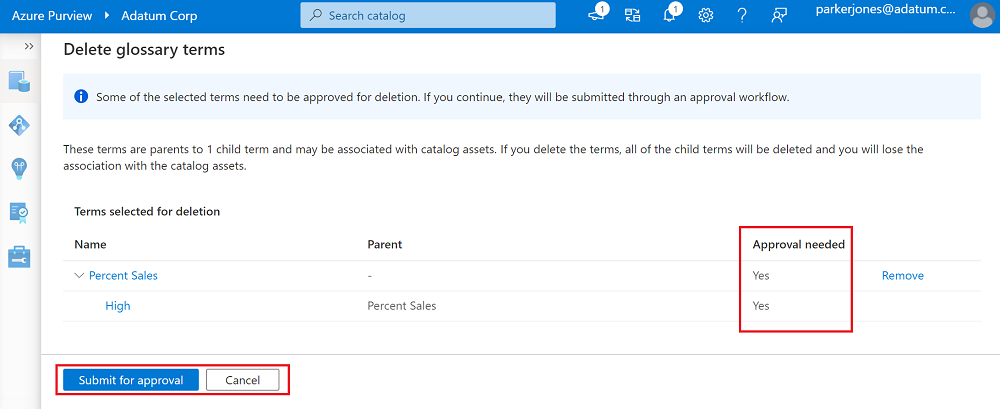 Azure Purview > Adatum Corp
Search catalog
1
1
parkerjones@adatum.c...
>>
Delete glossary terms
Some of the selected terms need to be approved for deletion. If you continue, they will be submitted through an approval workflow.
These terms are parents to 1 child term and may be associated with catalog assets. If you delete the terms, all of the child terms will be deleted and you will lose the
association with the catalog assets.
Terms selected for deletion
Name Parent Approval needed
Percent Sales - Yes Remove
High Percent Sales Yes
Submit for approval Cancel